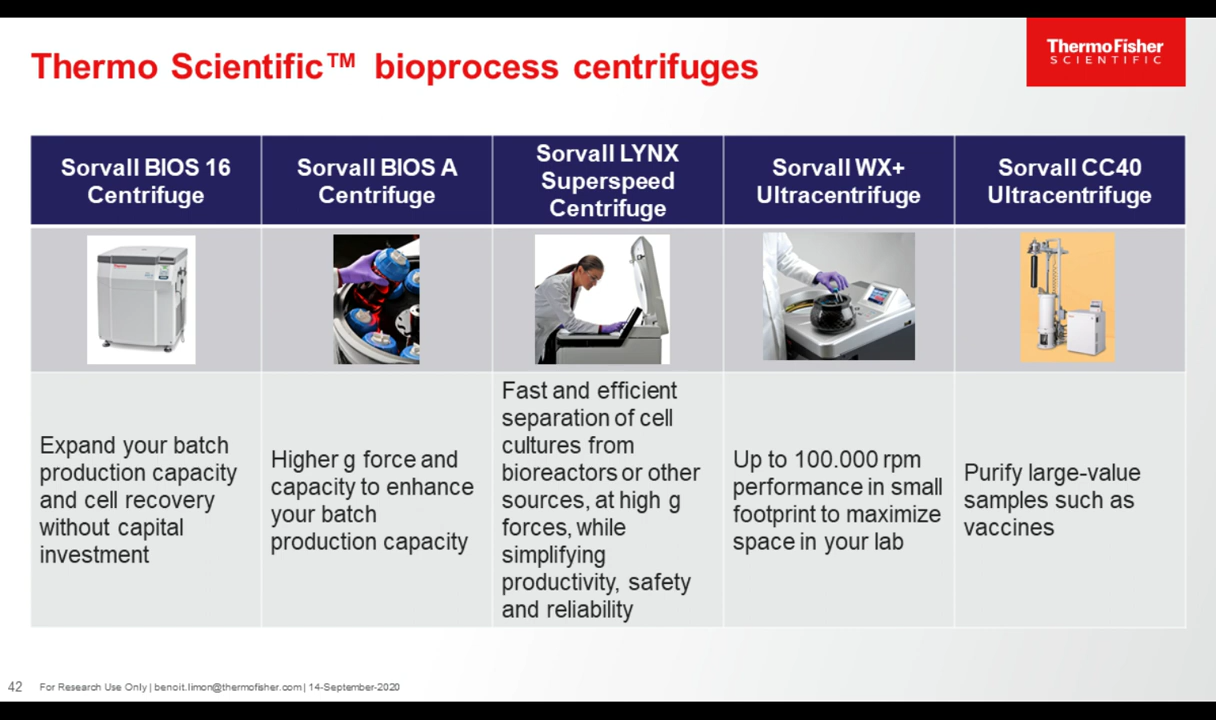 Thermo Scientific™ bioprocess centrifuges
ThermoFisher
SCIENTIFIC
Sorvall BIOS 16
Centrifuge
Sorvall BIOS A
Centrifuge
Sorvall LYNX
Superspeed
Centrifuge
Sorvall WX+
Ultracentrifuge
Sorvall CC40
Ultracentrifuge
Expand your batch
production capacity
and cell recovery
without capital
investment
Higher g force and
capacity to enhance
your batch
production capacity
Fast and efficient
separation of cell
cultures from
bioreactors or other
sources, at high g
forces, while
simplifying
productivity, safety
and reliability
Up to 100.000 rpm
performance in small
footprint to maximize
space in your lab
Purify large-value
samples such as
vaccines
42 For Research Use Only | benoit.limon@thermofisher.com | 14-September-2020